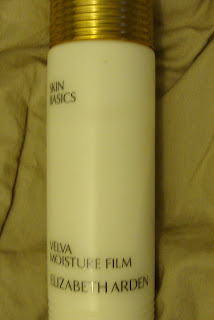 SKIN
BASICS
VELVA
MOISTURE FILM
ELIZABETH ARDEN